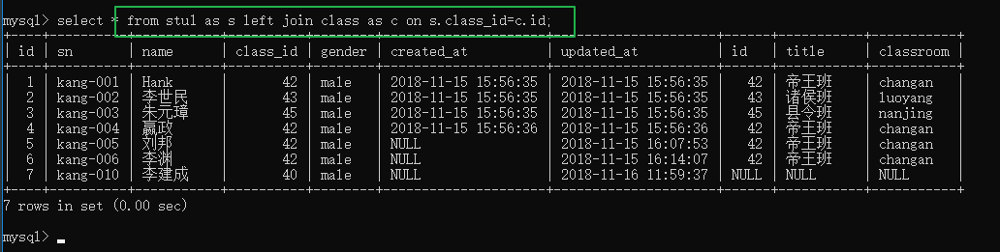 mysql> select * from stu1 as s left join class as c on s.class_id=c.id;
| id | sn | name | class_id | gender | created_at | updated_at | id | title | classroom |
| 1 | kang-001 | Hank | 42 | male | 2018-11-15 15:56:35 | 2018-11-15 15:56:35 | 42 | 帝王班 | changan |
| 2 | kang-002 | 李世民 | 43 | male | 2018-11-15 15:56:35 | 2018-11-15 15:56:35 | 43 | 诸侯班 | luoyang |
| 3 | kang-003 | 朱元璋 | 45 | male | 2018-11-15 15:56:35 | 2018-11-15 15:56:35 | 45 | 县令班 | nanjing |
| 4 | kang-004 | 嬴政 | 42 | male | 2018-11-15 15:56:36 | 2018-11-15 15:56:36 | 42 | 帝王班 | changan |
| 5 | kang-005 | 刘邦 | 42 | male | NULL | 2018-11-15 16:07:53 | 42 | 帝王班 | changan |
| 6 | kang-006 | 李渊 | 42 | male | NULL | 2018-11-15 16:14:07 | 42 | 帝王班 | changan |
| 7 | kang-010 | 李建成 | 40 | male | NULL | 2018-11-16 11:59:37 | NULL | NULL | NULL |
7 rows in set (0.00 sec)
mysql>